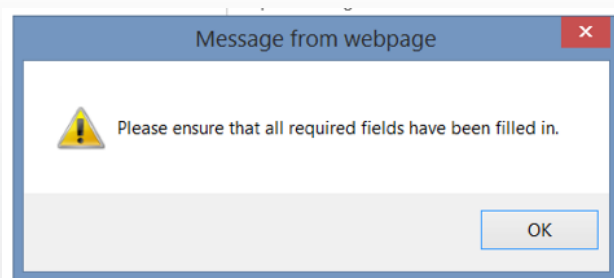 Message from webpage
Please ensure that all required fields have been filled in.
OK